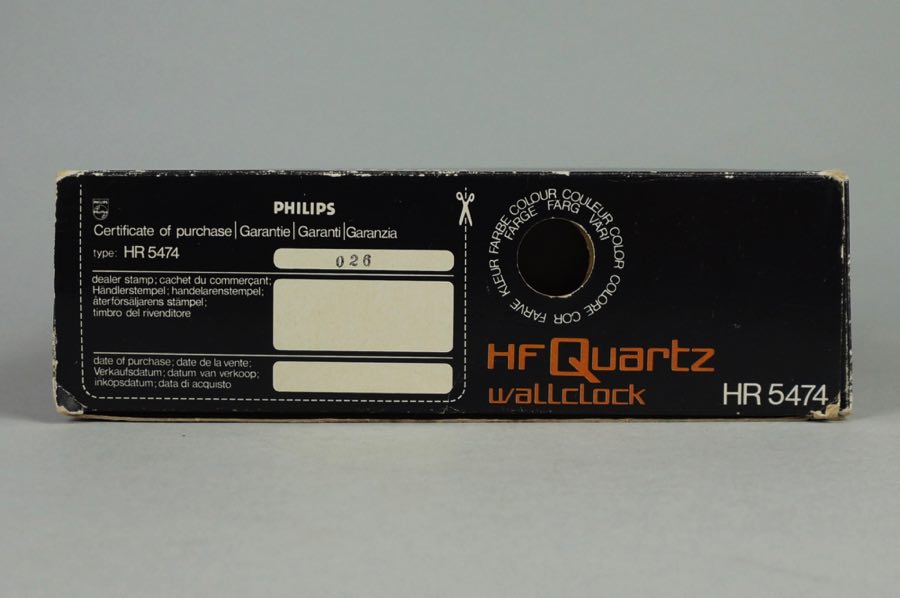 PHILIPS
PHILIPS
Certificate of purchase | Garantie | Garanti | Garanzia
type: HR 5474
026
dealer stamp; cachet du commerçant;
Händlerstempel; handelarenstempel;
återförsäljarens stämpel;
timbro del rivenditore
date of purchase; date de la vente;
Verkaufsdatum; datum van verkoop;
inköpsdatum; data di acquisto
KLEUR FARBE COLOUR COULEUR COLOR COLORE COR FARVE
FARGE FARG VARI
HF Quartz
wallclock
HR 5474